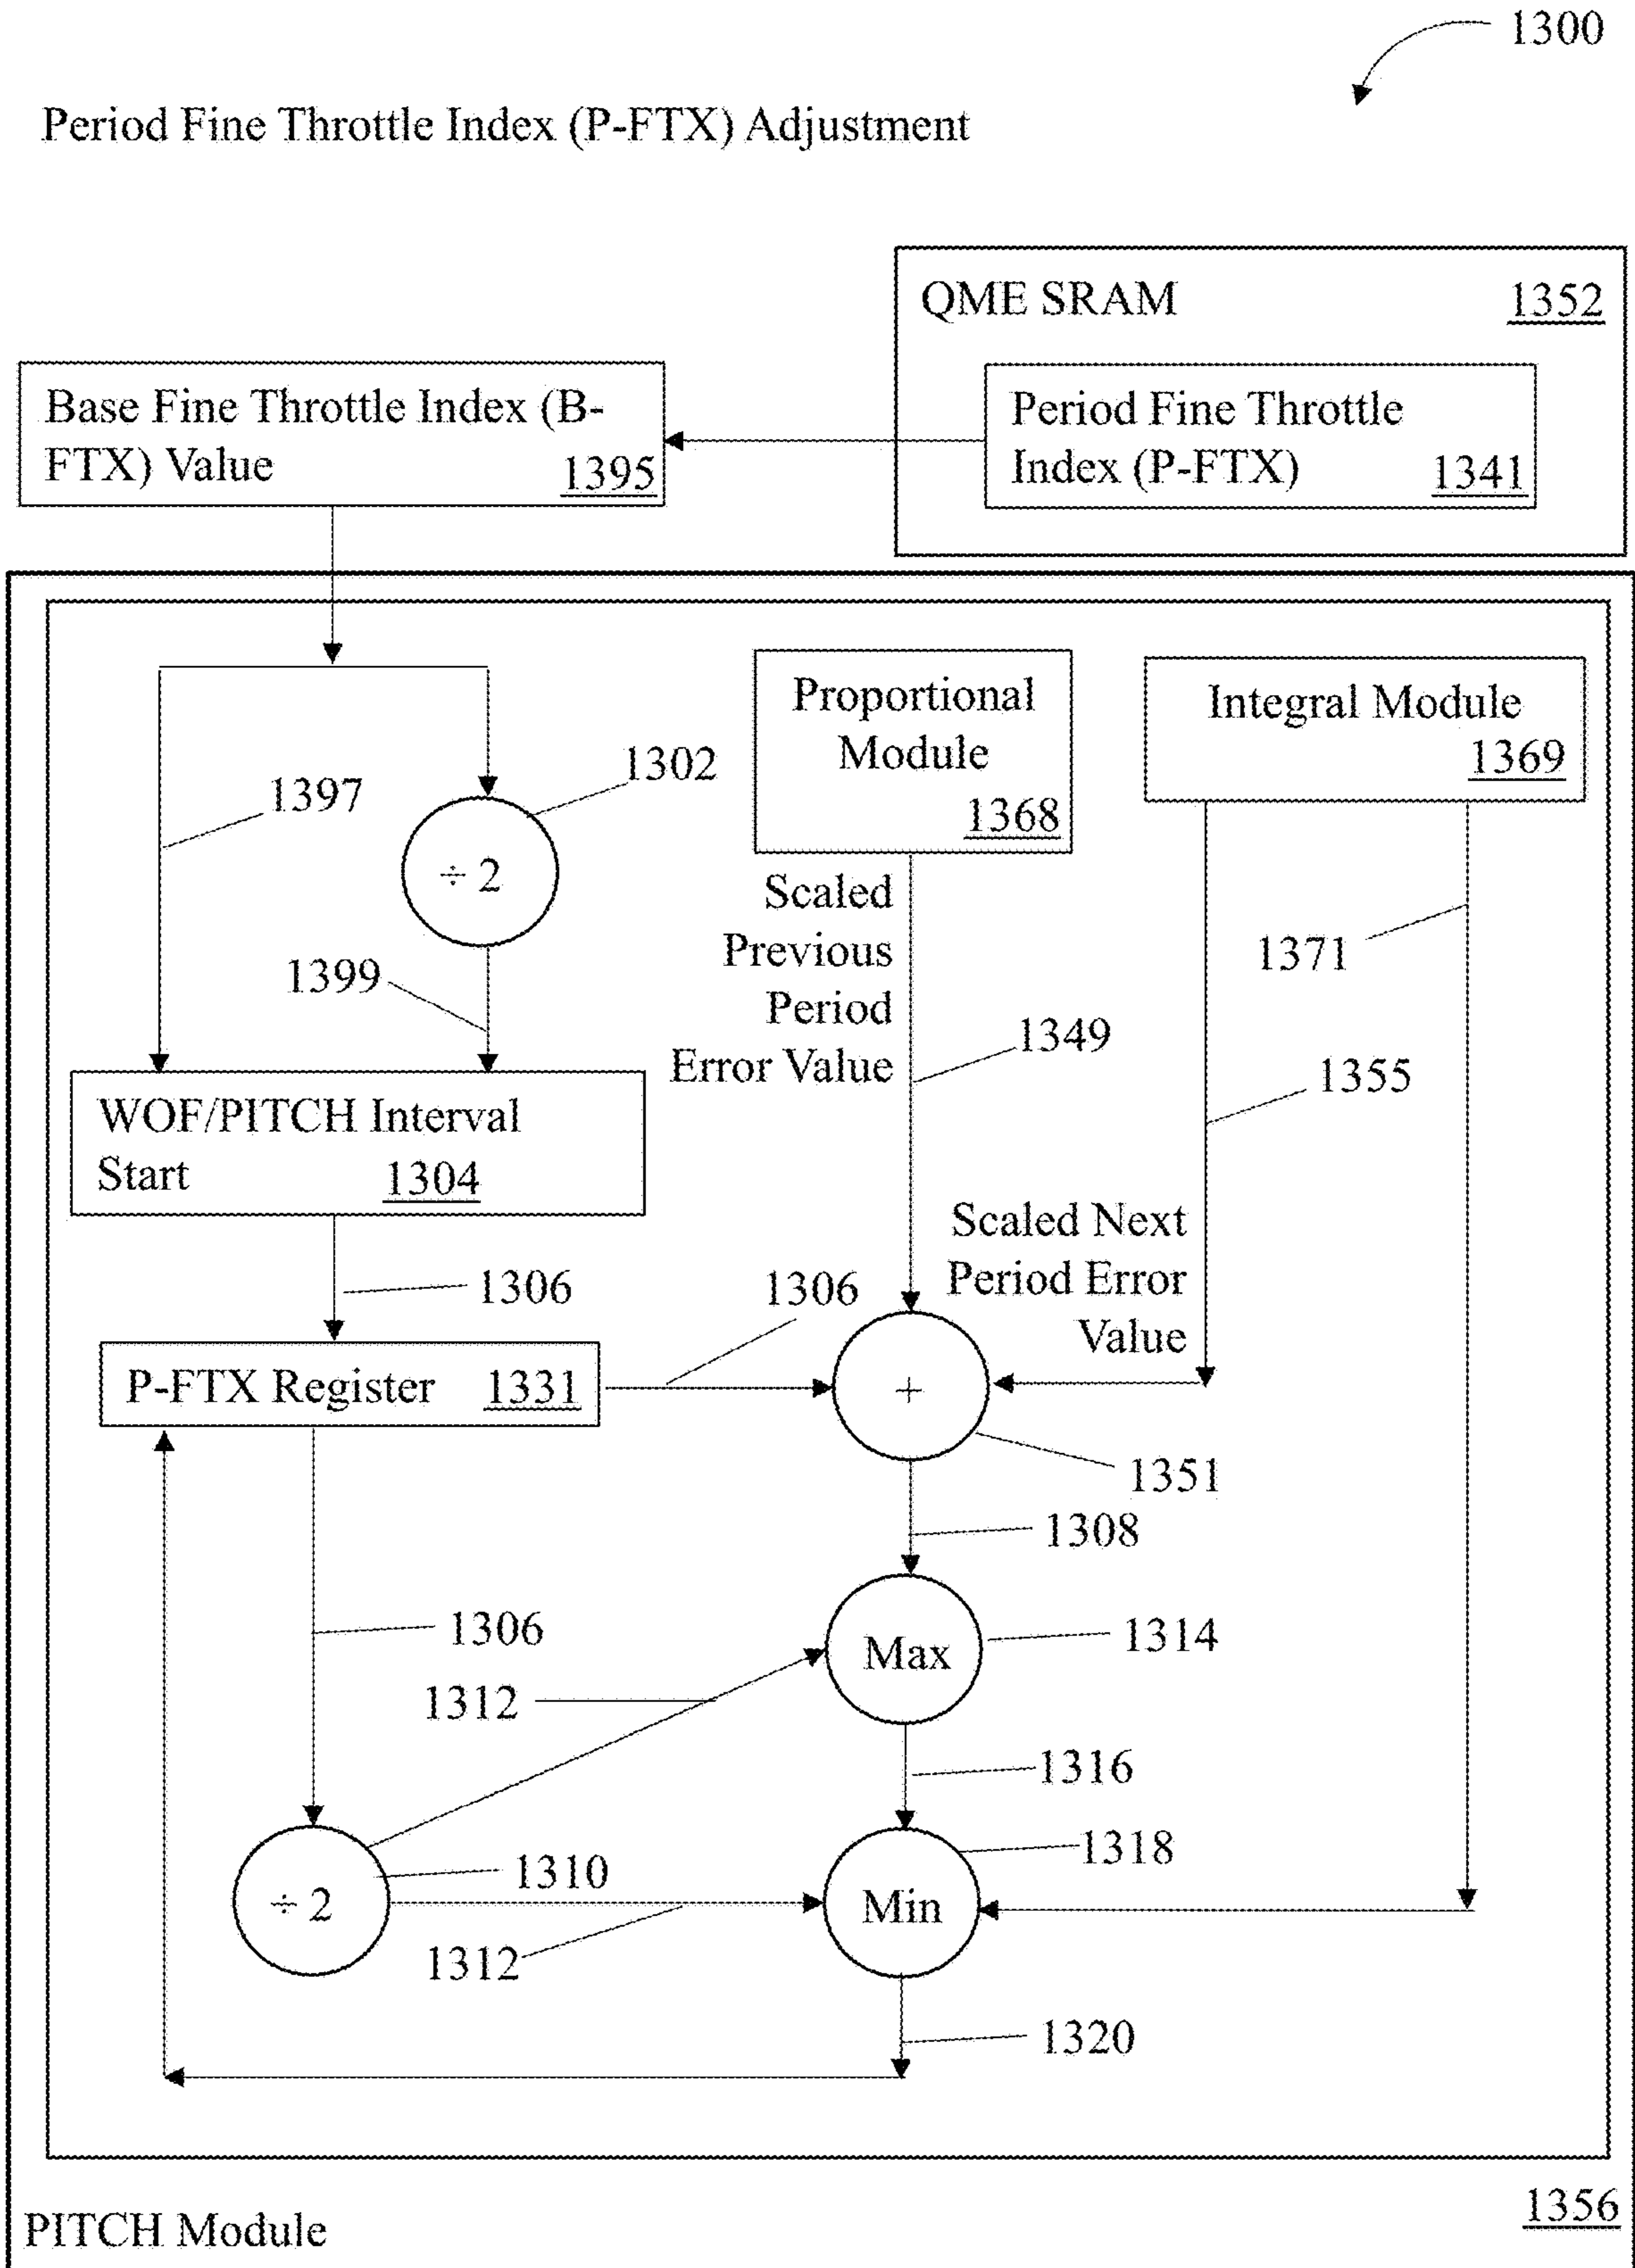 1300
Period Fine Throttle Index (P-FTX) Adjustment
QME SRAM 1352
Base Fine Throttle Index (B-
FTX) Value 1395
Period Fine Throttle
Index (P-FTX) 1341
Proportional
Module
1368
Integral Module
1369
1302
1397
÷ 2
1399
Scaled
Previous
Period
Error Value
1371
1349
1355
WOF/PITCH Interval
Start 1304
Scaled Next
Period Error
Value
1306
1306
P-FTX Register 1331
+
1351
1308
1306
Max
1314
1312
1316
1318
1310
÷ 2
Min
1312
1320
PITCH Module
1356